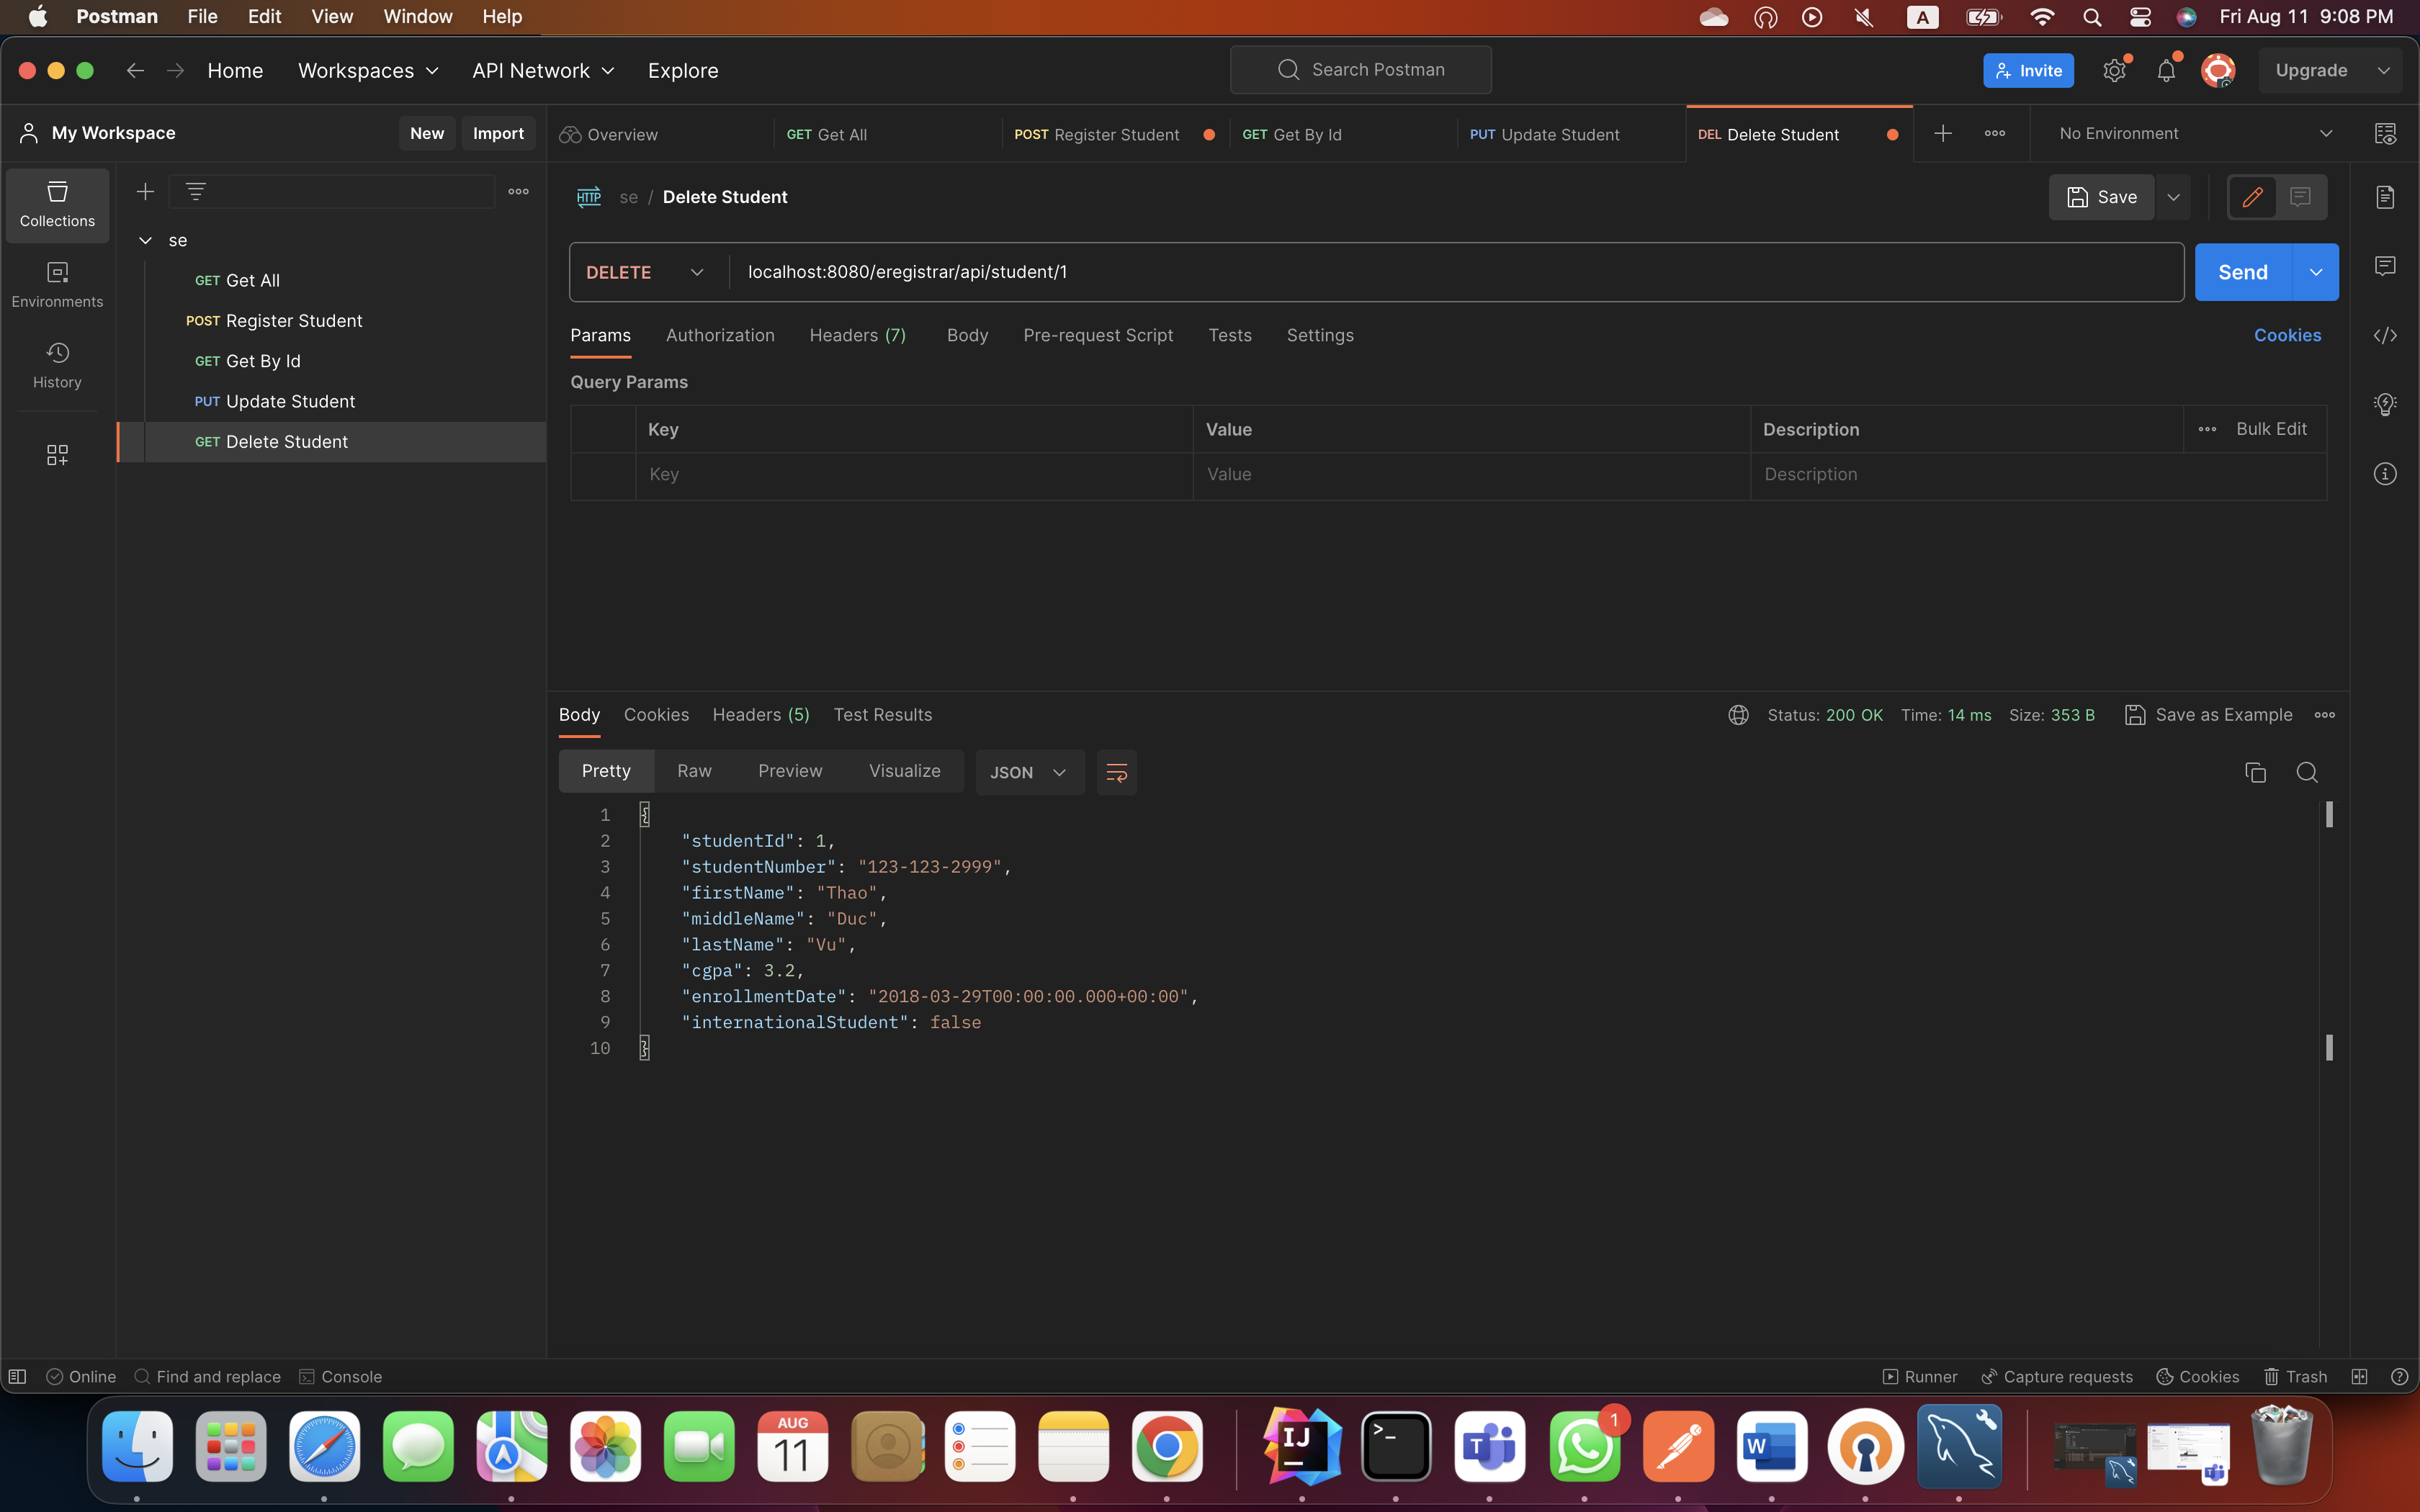 Postman File Edit View Window Help A Fri Aug 11 9:08 PM
Home Workspaces API Network Explore Search Postman Invite Upgrade
My Workspace New Import Overview GET Get All POST Register Student GET Get By Id PUT Update Student DEL Delete Student No Environment
HTTP se / Delete Student Save
Collections
se
DELETE localhost:8080/eregistrar/api/student/1 Send
GET Get All
Environments
POST Register Student
Params Authorization Headers (7) Body Pre-request Script Tests Settings Cookies
GET Get By Id
History
Query Params
PUT Update Student
Key Value Description Bulk Edit
GET Delete Student
Key Value Description
Body Cookies Headers (5) Test Results Status: 200 OK Time: 14 ms Size: 353 B Save as Example
Pretty Raw Preview Visualize JSON
1 {
2 "studentId": 1,
3 "studentNumber": "123-123-2999",
4 "firstName": "Thao",
5 "middleName": "Duc",
6 "lastName": "Vu",
7 "cgpa": 3.2,
8 "enrollmentDate": "2018-03-29T00:00:00.000+00:00",
9 "internationalStudent": false
10 }
Online Find and replace Console Runner Capture requests Cookies Trash
AUG
11
IJ
>_
T
1
W